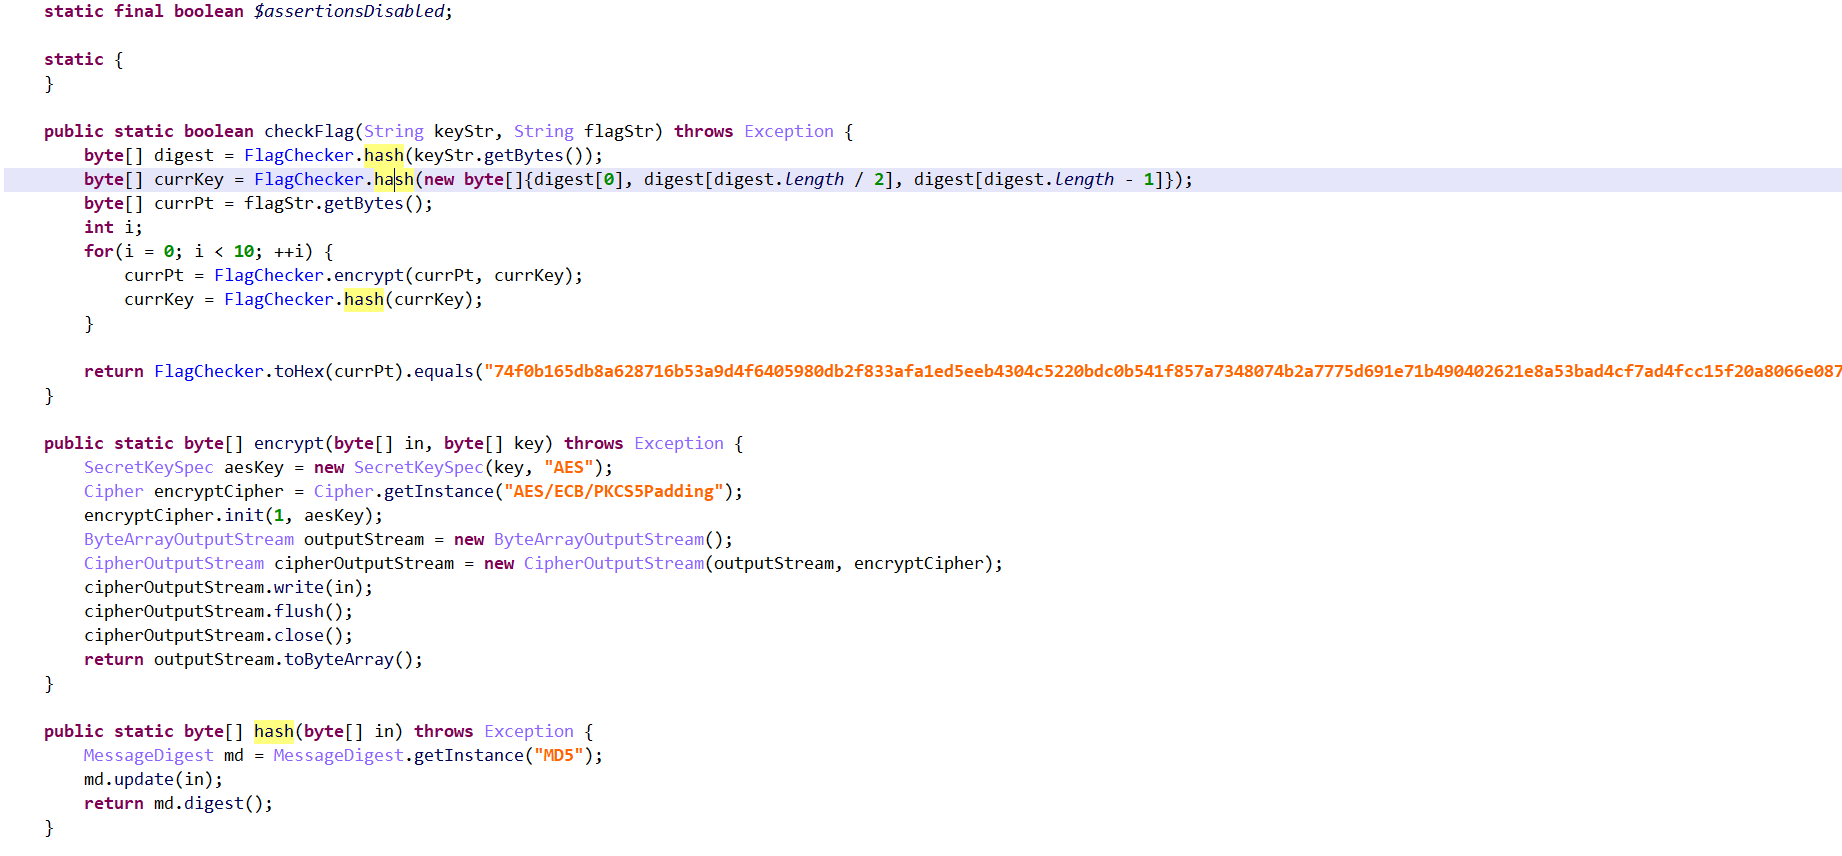 static final boolean $assertionsDisabled;
static {
}
public static boolean checkFlag(String keyStr, String flagStr) throws Exception {
byte[] digest = FlagChecker.hash(keyStr.getBytes());
byte[] currKey = FlagChecker.hash(new byte[]{digest[0], digest[digest.length / 2], digest[digest.length - 1]});
byte[] currPt = flagStr.getBytes();
int i;
for(i = 0; i < 10; ++i) {
currPt = FlagChecker.encrypt(currPt, currKey);
currKey = FlagChecker.hash(currKey);
}
return FlagChecker.toHex(currPt).equals("74f0b165db8a628716b53a9d4f6405980db2f833afa1ed5eeb4304c5220bdc0b541f857a7348074b2a7775d691e71b490402621e8a53bad4cf7ad4fcc15f20a8066e087
}
public static byte[] encrypt(byte[] in, byte[] key) throws Exception {
SecretKeySpec aesKey = new SecretKeySpec(key, "AES");
Cipher encryptCipher = Cipher.getInstance("AES/ECB/PKCS5Padding");
encryptCipher.init(1, aesKey);
ByteArrayOutputStream outputStream = new ByteArrayOutputStream();
CipherOutputStream cipherOutputStream = new CipherOutputStream(outputStream, encryptCipher);
cipherOutputStream.write(in);
cipherOutputStream.flush();
cipherOutputStream.close();
return outputStream.toByteArray();
}
public static byte[] hash(byte[] in) throws Exception {
MessageDigest md = MessageDigest.getInstance("MD5");
md.update(in);
return md.digest();
}